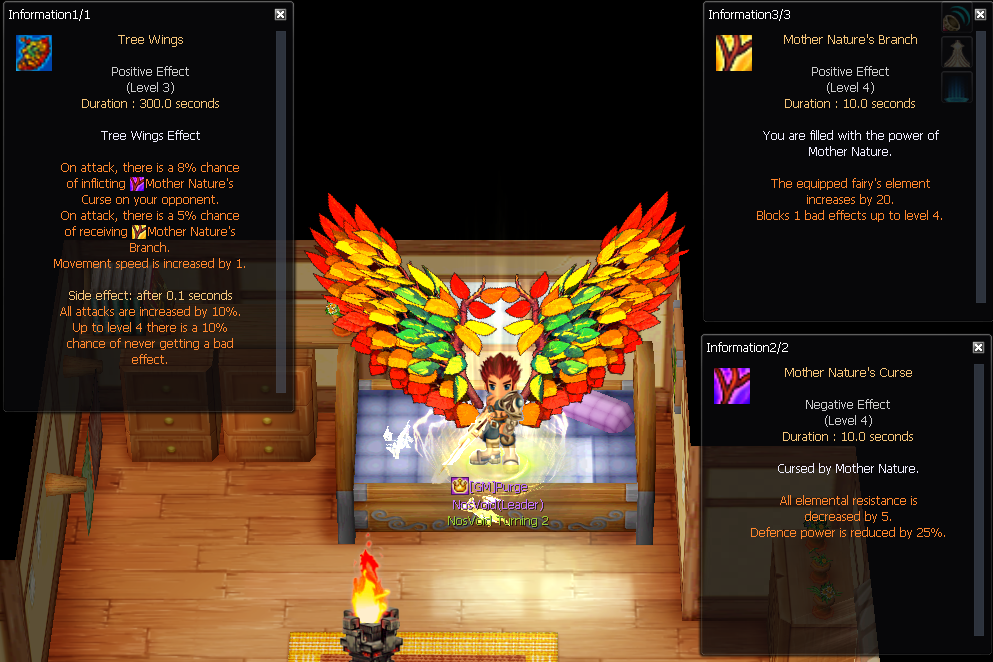 Information1/1
Tree Wings
Positive Effect
(Level 3)
Duration : 300.0 seconds
Tree Wings Effect
On attack, there is a 8% chance
of inflicting Mother Nature's
Curse on your opponent.
On attack, there is a 5% chance
of receiving Mother Nature's
Branch.
Movement speed is increased by 1.
Side effect: after 0.1 seconds
All attacks are increased by 10%.
Up to level 4 there is a 10%
chance of never getting a bad
effect.
Information3/3
Mother Nature's Branch
Positive Effect
(Level 4)
Duration : 10.0 seconds
You are filled with the power of
Mother Nature.
The equipped fairy's element
increases by 20.
Blocks 1 bad effects up to level 4.
Information2/2
Mother Nature's Curse
Negative Effect
(Level 4)
Duration : 10.0 seconds
Cursed by Mother Nature.
All elemental resistance is
decreased by 5.
Defence power is reduced by 25%.
[GM]Purge
NosVoid(Leader)
NosVoid Turning 2